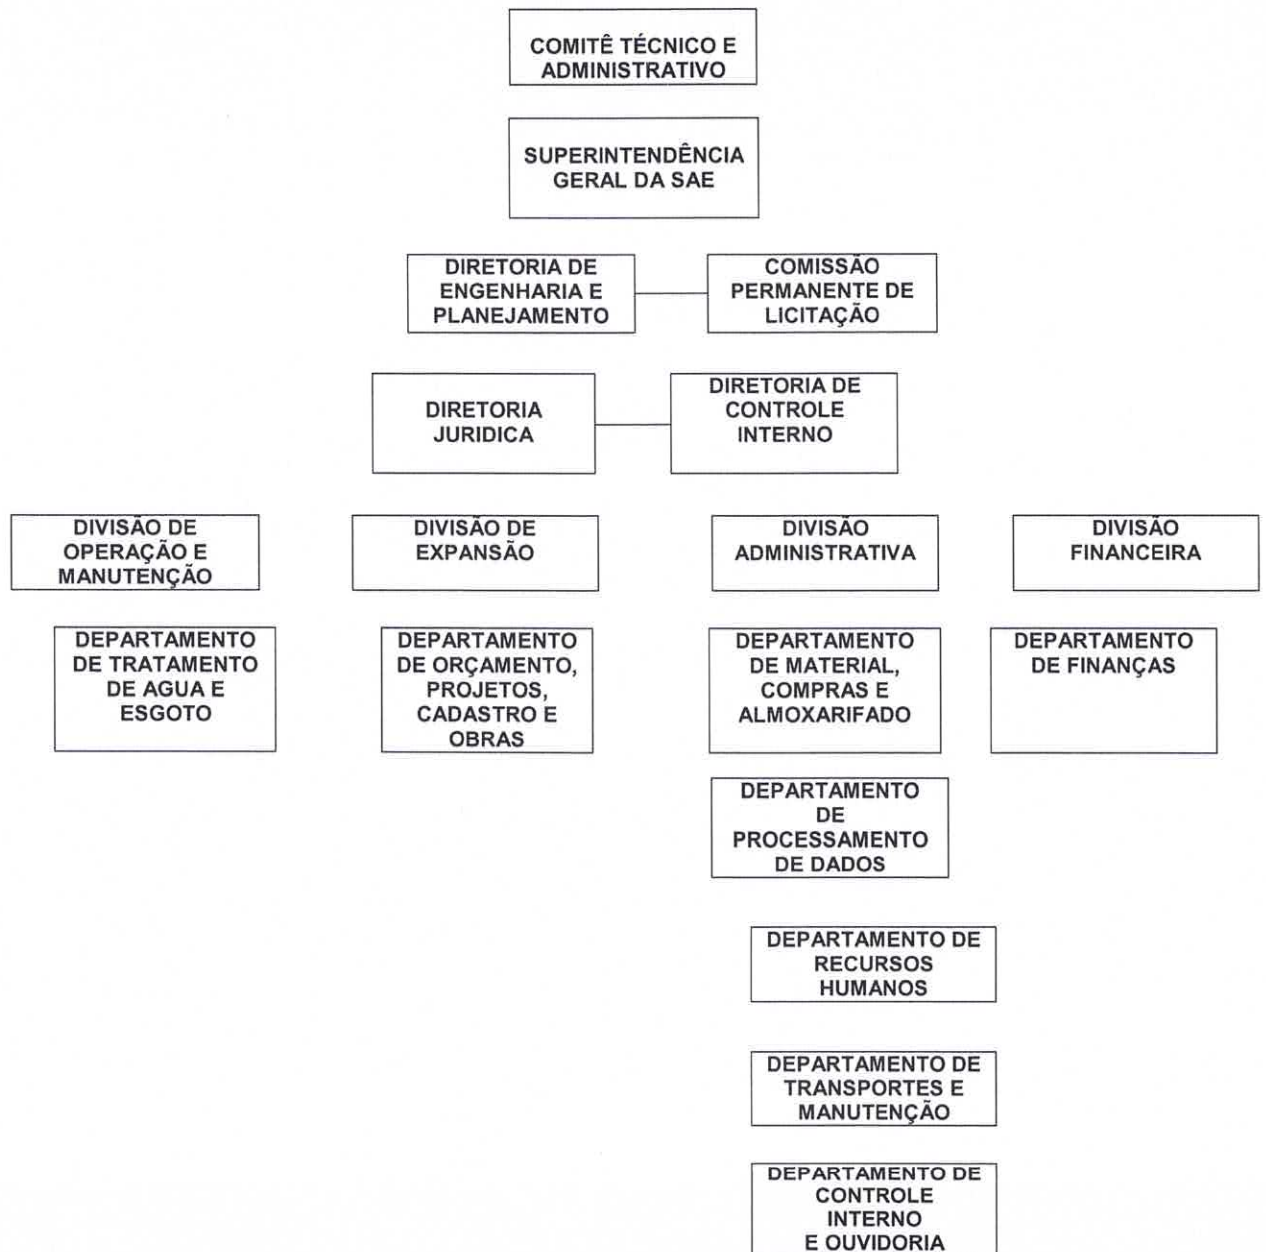 COMITÊ TÉCNICO E
ADMINISTRATIVO
SUPERINTENDÊNCIA
GERAL DA SAE
DIRETORIA DE
ENGENHARIA E
PLANEJAMENTO
COMISSÃO
PERMANENTE DE
LICITAÇÃO
DIRETORIA
JURIDICA
DIRETORIA DE
CONTROLE
INTERNO
DIVISÃO DE
OPERAÇÃO E
MANUTENÇÃO
DIVISÃO DE
EXPANSÃO
DIVISÃO
ADMINISTRATIVA
DIVISÃO
FINANCEIRA
DEPARTAMENTO
DE TRATAMENTO
DE AGUA E
ESGOTO
DEPARTAMENTO
DE ORÇAMENTO,
PROJETOS,
CADASTRO E
OBRAS
DEPARTAMENTO
DE MATERIAL,
COMPRAS E
ALMOXARIFADO
DEPARTAMENTO
DE FINANÇAS
DEPARTAMENTO
DE
PROCESSAMENTO
DE DADOS
DEPARTAMENTO DE
RECURSOS
HUMANOS
DEPARTAMENTO DE
TRANSPORTES E
MANUTENÇÃO
DEPARTAMENTO DE
CONTROLE
INTERNO
E OUVIDORIA